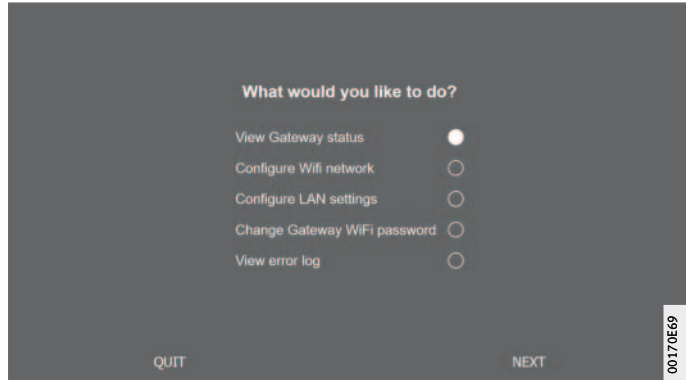 What would you like to do?
View Gateway status
Configure Wifi network
Configure LAN settings
Change Gateway WiFi password
View error log
QUIT
NEXT
00170E69